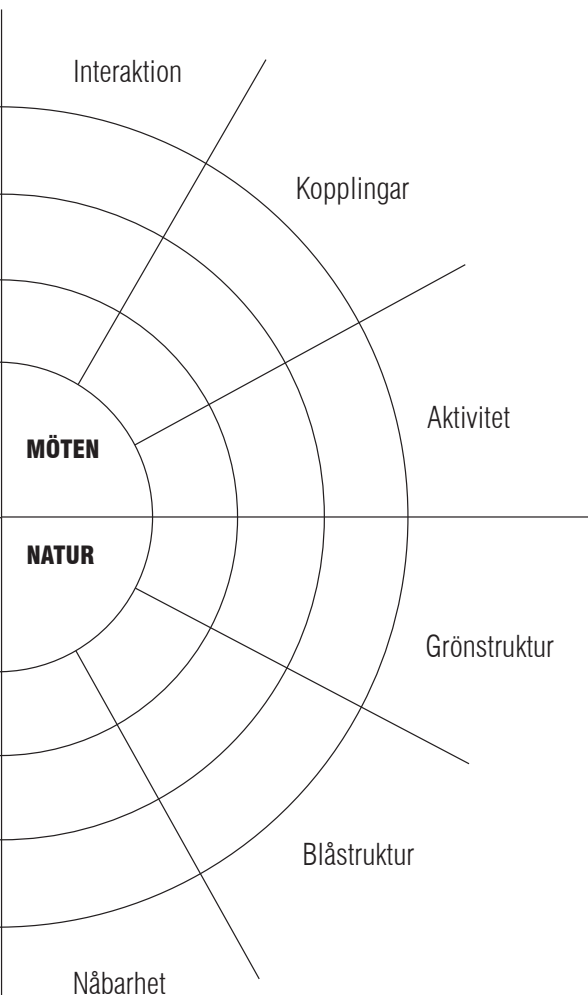 Interaktion
Kopplingar
Aktivitet
MÖTEN
NATUR
Grönstruktur
Blåstruktur
Nåbarhet